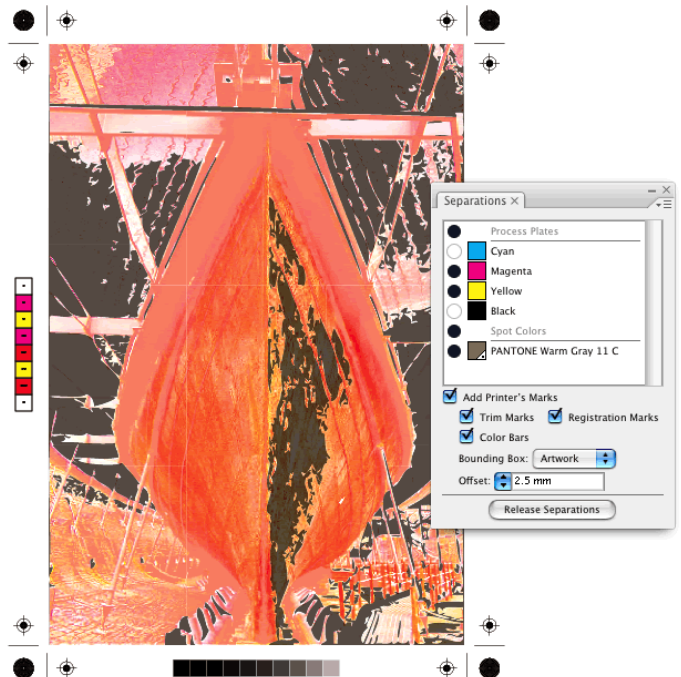 Separations
Process Plates
Cyan
Magenta
Yellow
Black
Spot Colors
PANTONE Warm Gray 11 C
Add Printer's Marks
Trim Marks Registration Marks
Color Bars
Bounding Box: Artwork
Offset: 2.5 mm
Release Separations